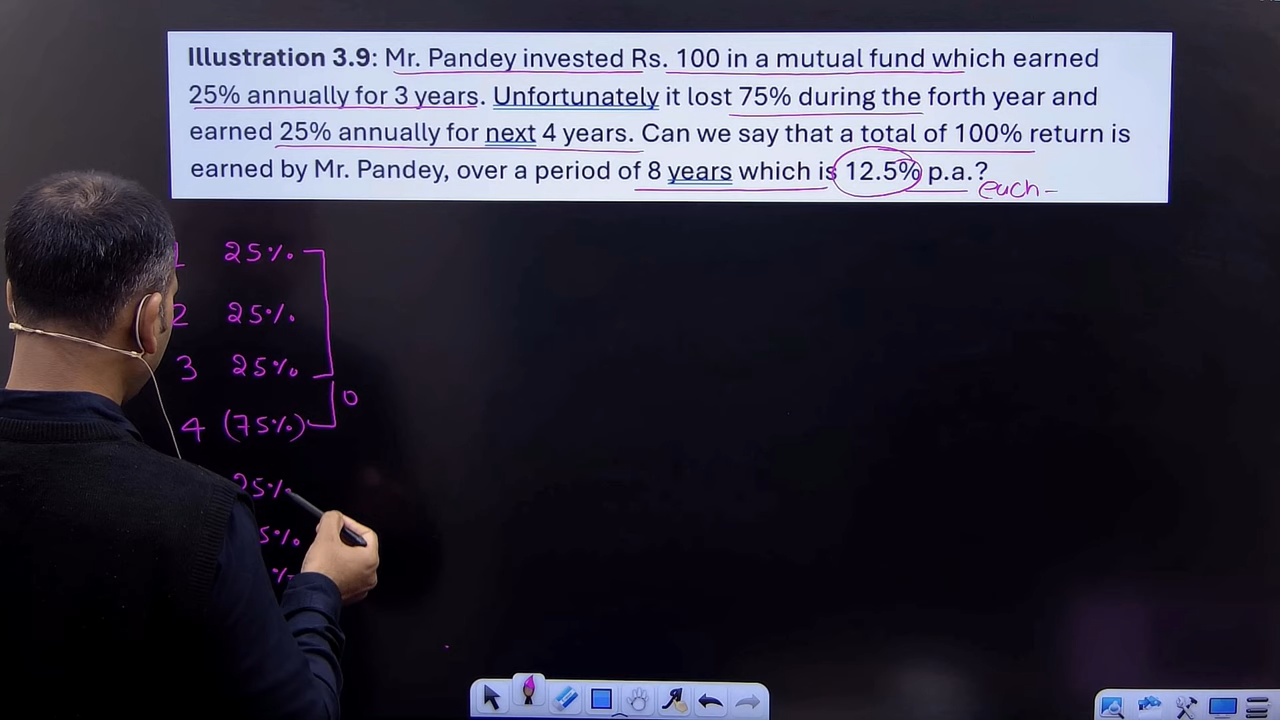 Illustration 3.9: Mr. Pandey invested Rs. 100 in a mutual fund which earned
25% annually for 3 years. Unfortunately it lost 75% during the forth year and
earned 25% annually for next 4 years. Can we say that a total of 100% return is
earned by Mr. Pandey, over a period of 8 years which is 12.5% p.a.?
each
1 25%
2 25%
3 25%
0
4 (75%)
25%
5%
%